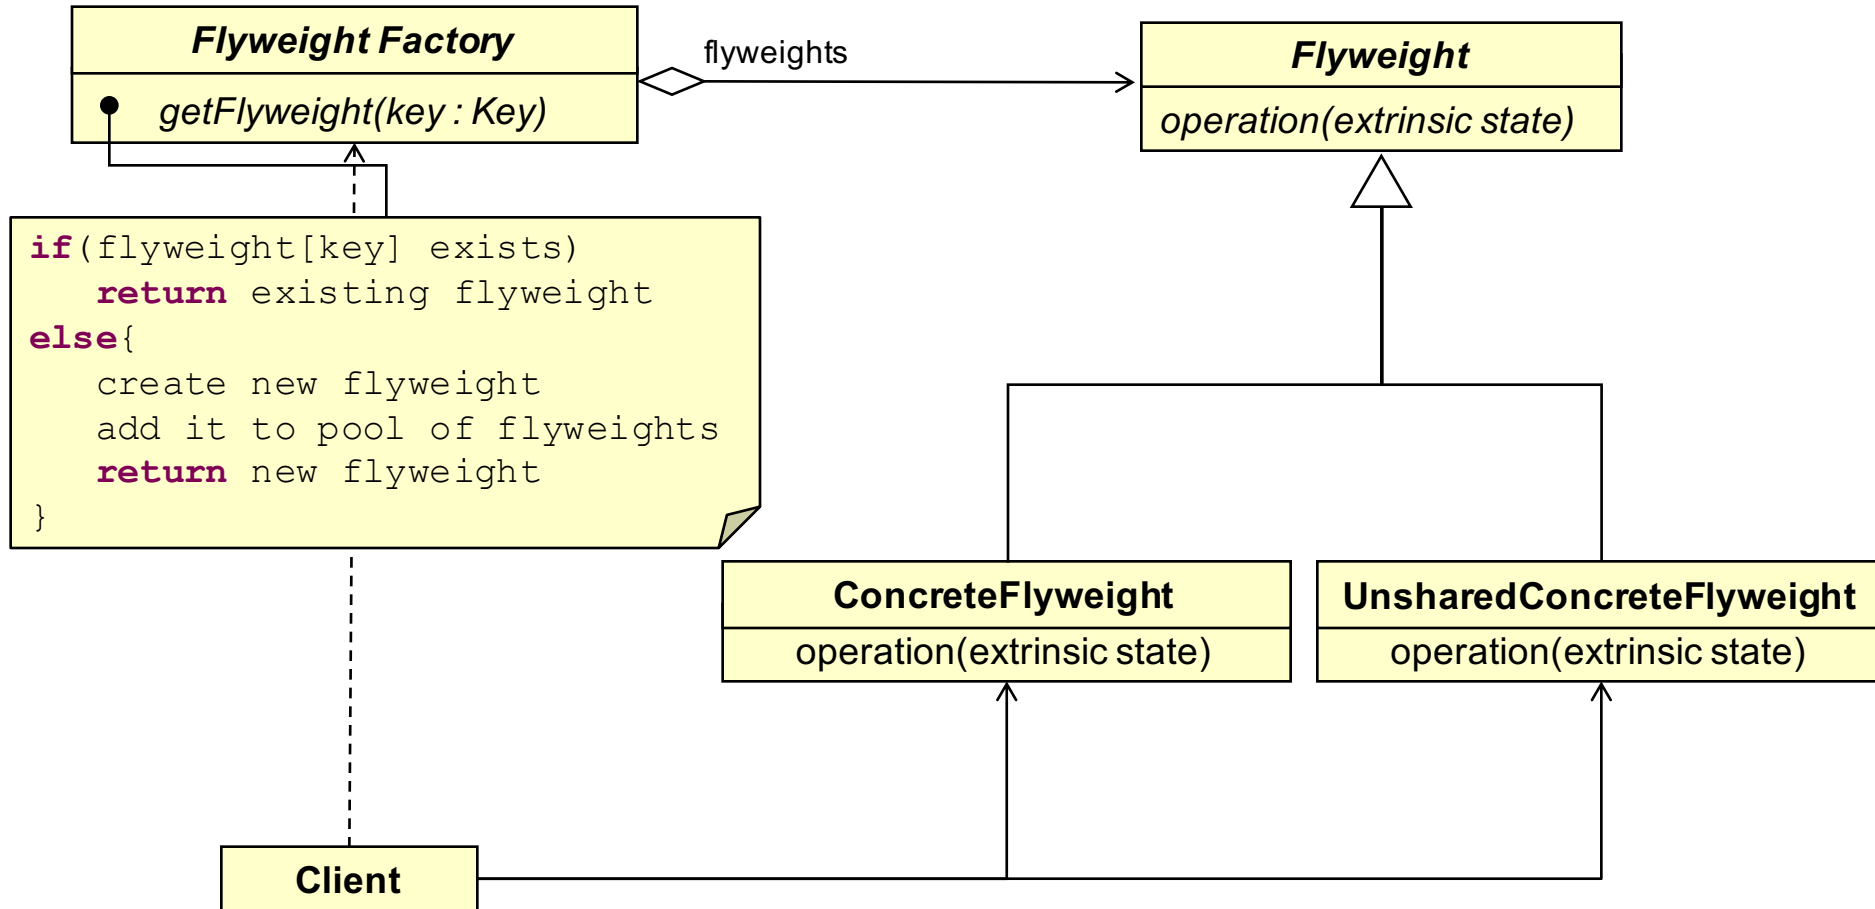 Flyweight Factory
getFlyweight(key : Key)
flyweights
Flyweight
operation(extrinsic state)
if(flyweight[key] exists)
   return existing flyweight
else{
   create new flyweight
   add it to pool of flyweights
   return new flyweight
}
ConcreteFlyweight
operation(extrinsic state)
UnsharedConcreteFlyweight
operation(extrinsic state)
Client